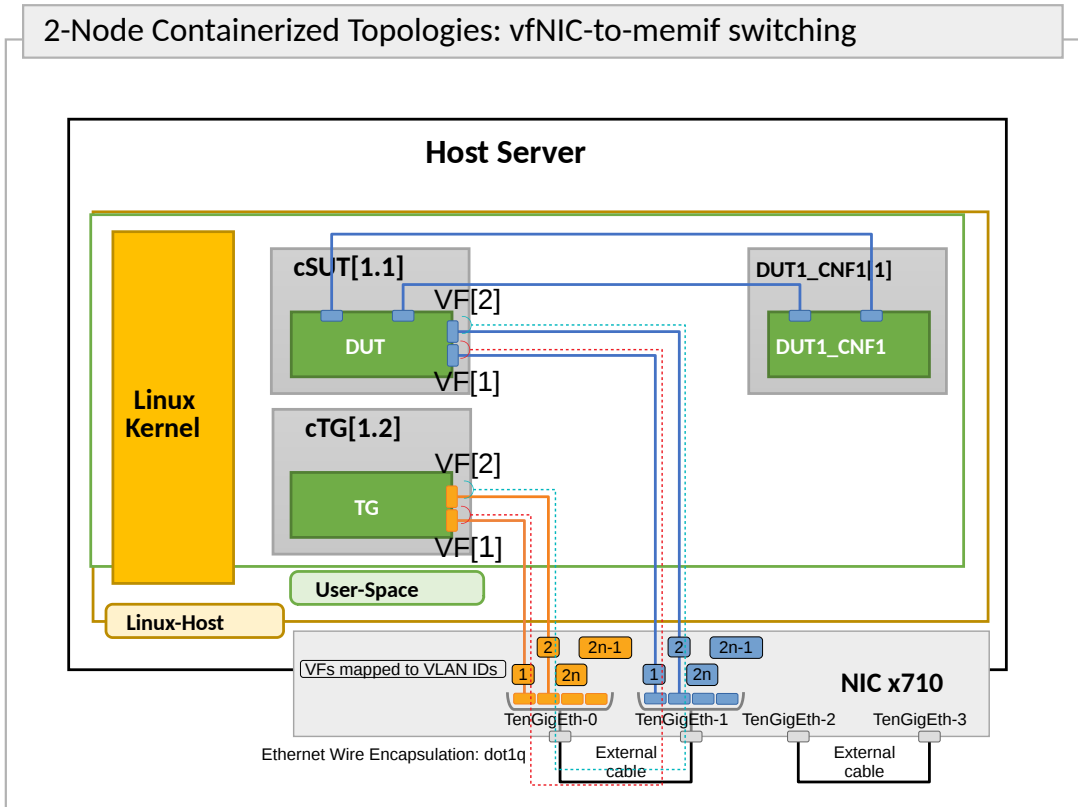 2-Node Containerized Topologies: vfNIC-to-memif switching
Host Server
cSUT[1.1]
DUT1_CNF1[1]
VF[2]
DUT
DUT1_CNF1
VF[1]
Linux
Kernel
cTG[1.2]
VF[2]
TG
VF[1]
User-Space
Linux-Host
2
2n-1
2
2n-1
VFs mapped to VLAN IDs
1
2n
1
2n
NIC x710
TenGigEth-0
TenGigEth-1
TenGigEth-2
TenGigEth-3
Ethernet Wire Encapsulation: dot1q
External
cable
External
cable